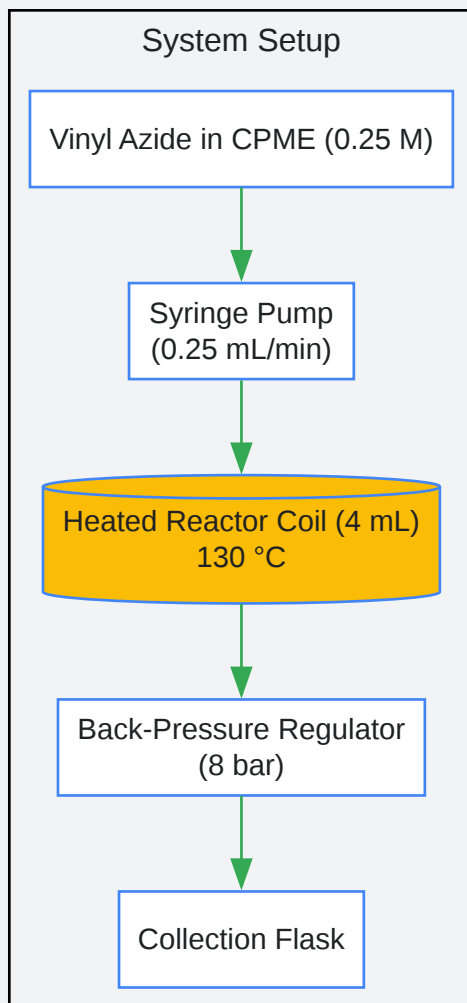 System Setup
Vinyl Azide in CPME (0.25 M)
Syringe Pump
(0.25 mL/min)
Heated Reactor Coil (4 mL)
130 °C
Back-Pressure Regulator
(8 bar)
Collection Flask